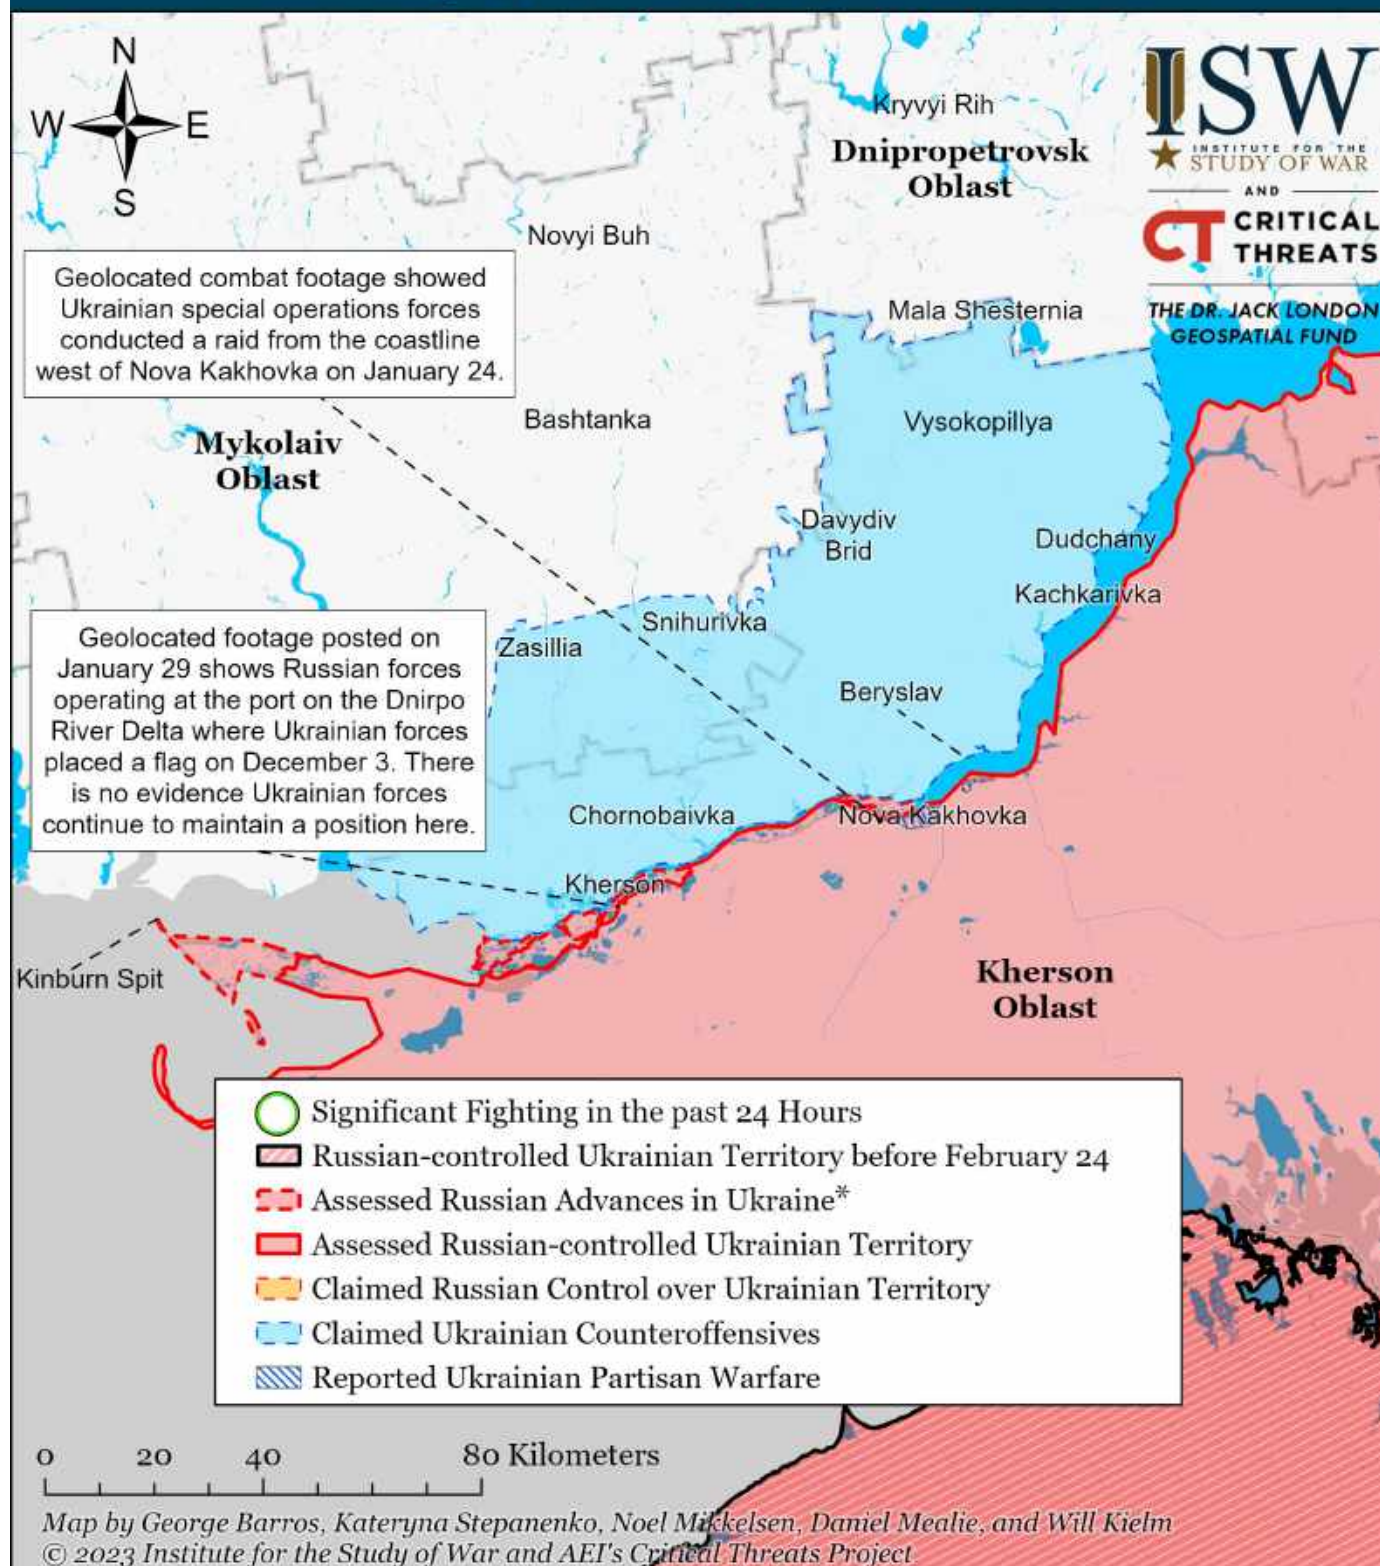 N
W E
S
ISW
INSTITUTE FOR THE
STUDY OF WAR
AND
CT CRITICAL
THREATS
THE DR. JACK LONDON
GEOSPATIAL FUND
Kryvyi Rih
Dnipropetrovsk
Oblast
Novyi Buh
Geolocated combat footage showed
Ukrainian special operations forces
conducted a raid from the coastline
west of Nova Kakhovka on January 24.
Mala Shesternia
Bashtanka
Vysokopillya
Mykolaiv
Oblast
Davydiv
Brid
Dudchany
Kachkarivka
Snihurivka
Zasillia
Geolocated footage posted on
January 29 shows Russian forces
operating at the port on the Dnirpo
River Delta where Ukrainian forces
placed a flag on December 3. There
is no evidence Ukrainian forces
continue to maintain a position here.
Beryslav
Chornobaivka
Nova Kakhovka
Kherson
Kinburn Spit
Kherson
Oblast
Significant Fighting in the past 24 Hours
Russian-controlled Ukrainian Territory before February 24
Assessed Russian Advances in Ukraine*
Assessed Russian-controlled Ukrainian Territory
Claimed Russian Control over Ukrainian Territory
Claimed Ukrainian Counteroffensives
Reported Ukrainian Partisan Warfare
0 20 40 80 Kilometers
Map by George Barros, Kateryna Stepanenko, Noel Mikkelsen, Daniel Mealie, and Will Kielm
© 2023 Institute for the Study of War and AEI's Critical Threats Project